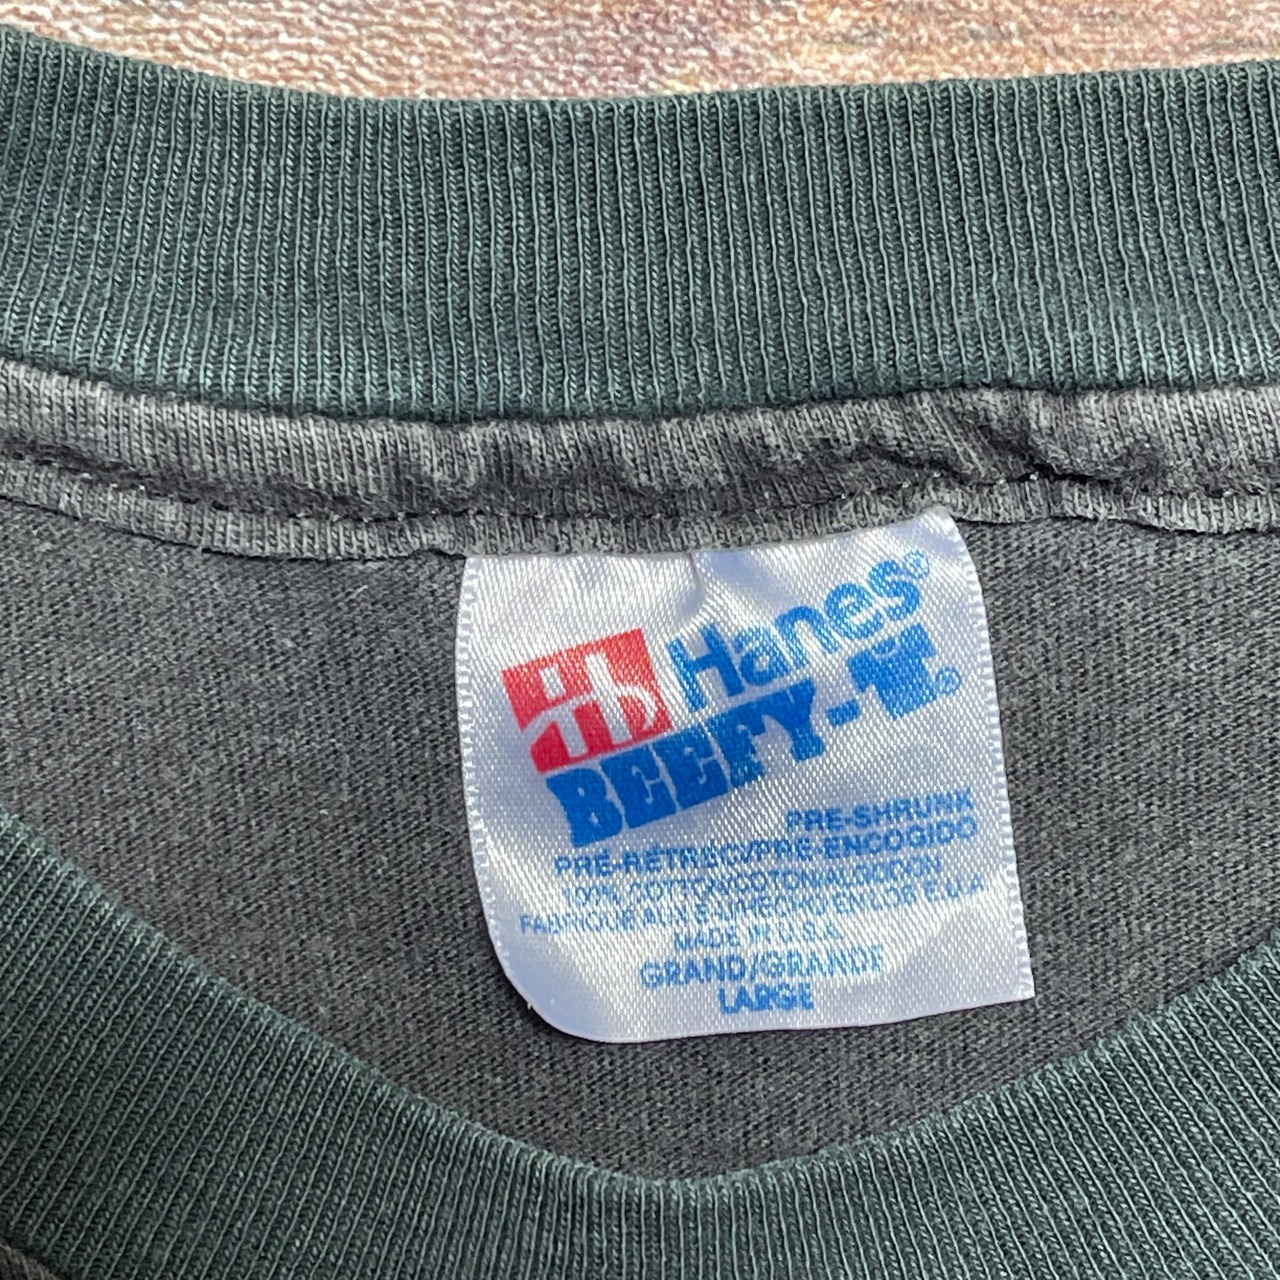 Hanes®
BEEFY-T®
PRE-SHRUNK
PRÉ-RÉTRÉCI/PRE-ENCOGIDO
100% COTTON/COTON/ALGODON
FABRIQUÉ AUX É-U/HECHO EN LOS E.U.A
MADE IN U.S.A.
GRAND/GRANDE
LARGE